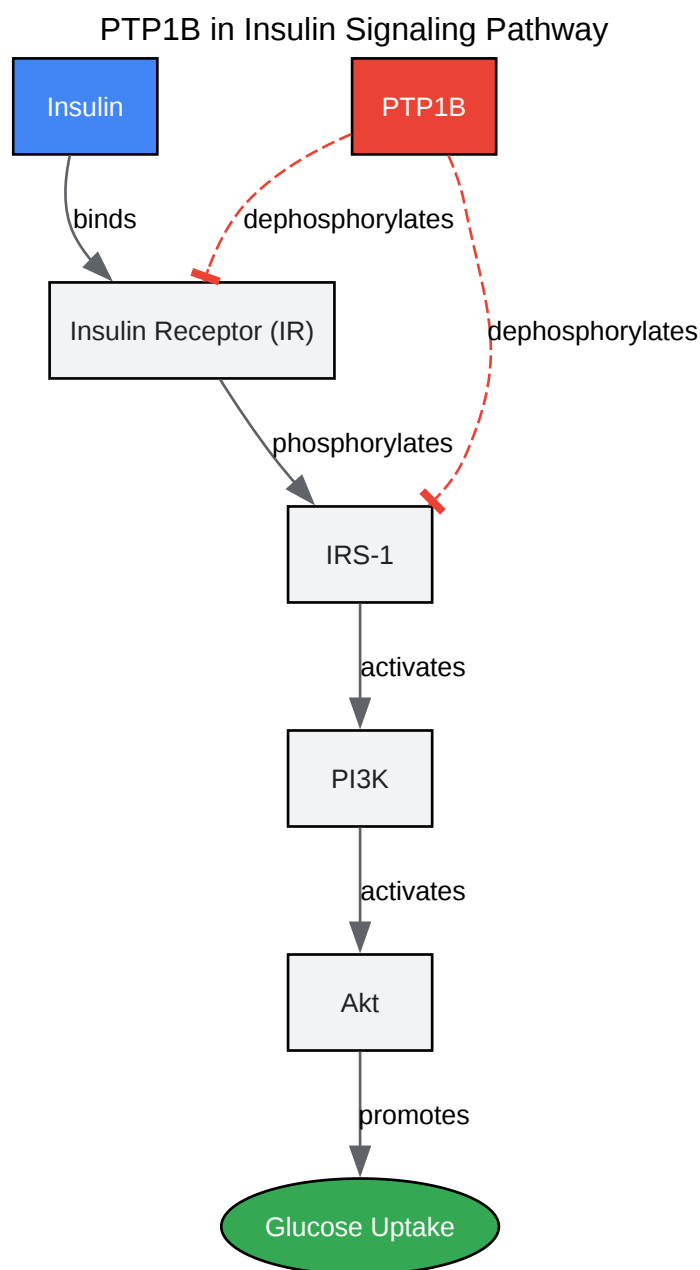 PTP1B in Insulin Signaling Pathway
Insulin
PTP1B
binds
dephosphorylates
Insulin Receptor (IR)
dephosphorylates
phosphorylates
IRS-1
activates
PI3K
activates
Akt
promotes
Glucose Uptake